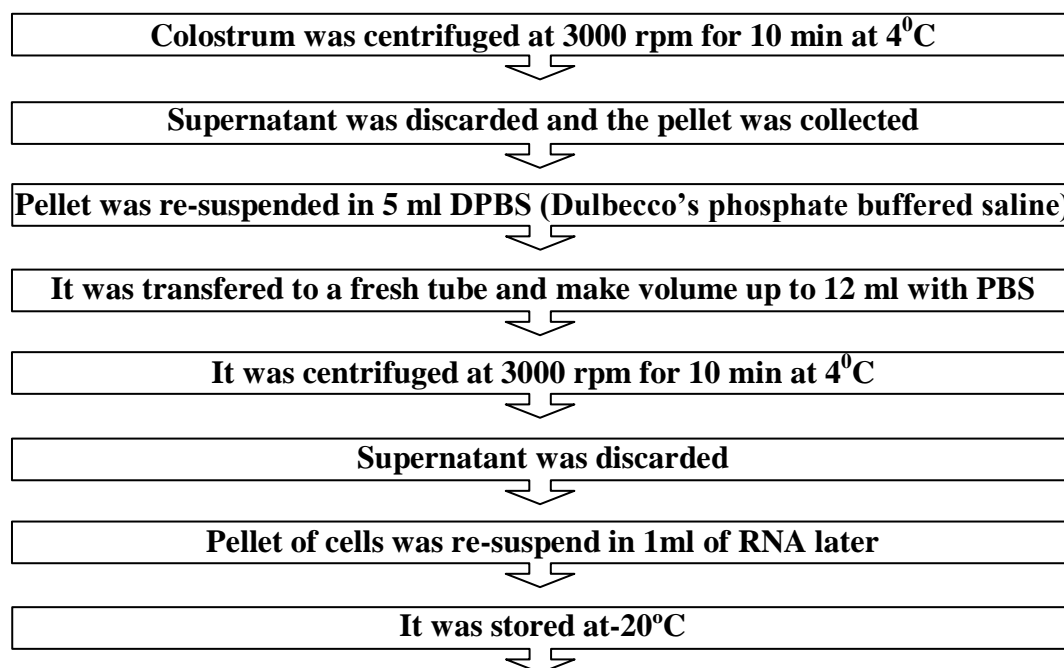 Colostrum was centrifuged at 3000 rpm for 10 min at 4⁰C
Supernatant was discarded and the pellet was collected
Pellet was re-suspended in 5 ml DPBS (Dulbecco’s phosphate buffered saline)
It was transfered to a fresh tube and make volume up to 12 ml with PBS
It was centrifuged at 3000 rpm for 10 min at 4⁰C
Supernatant was discarded
Pellet of cells was re-suspend in 1ml of RNA later
It was stored at-20ºC